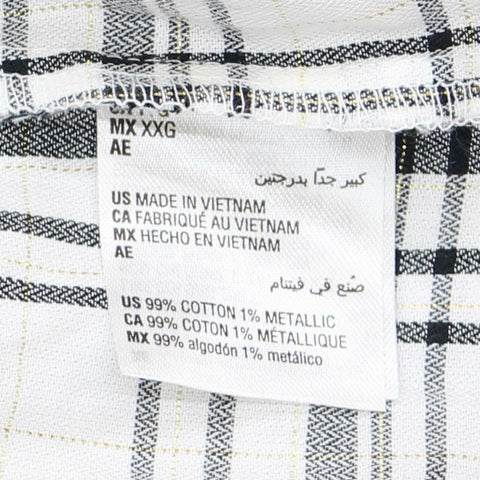 MX XXG
AE
كبير جدًا بدرجتين
US MADE IN VIETNAM
CA FABRIQUÉ AU VIETNAM
MX HECHO EN VIETNAM
AE
صُنع في فيتنام
US 99% COTTON 1% METALLIC
CA 99% COTON 1% MÉTALLIQUE
MX 99% algodón 1% metálico